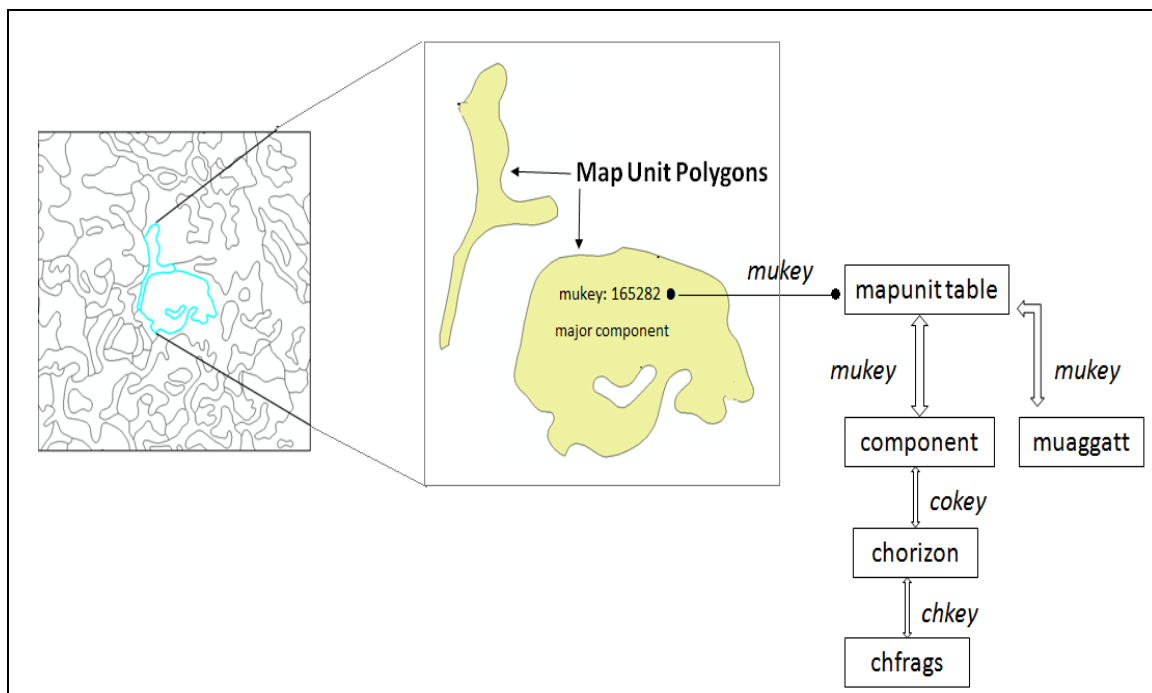 Map Unit Polygons
mukey: 165282
major component
mukey
mapunit table
mukey
mukey
component
muaggatt
cokey
chorizon
chkey
chfrags